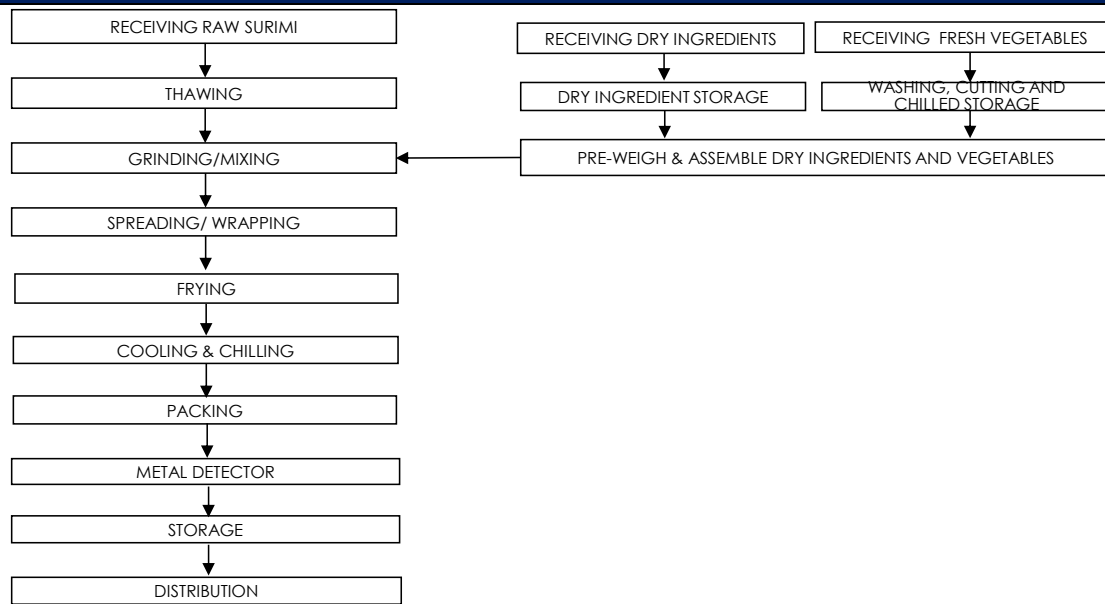 RECEIVING RAW SURIMI
THAWING
GRINDING/MIXING
SPREADING/ WRAPPING
FRYING
COOLING & CHILLING
PACKING
METAL DETECTOR
STORAGE
DISTRIBUTION
RECEIVING DRY INGREDIENTS
DRY INGREDIENT STORAGE
RECEIVING FRESH VEGETABLES
WASHING, CUTTING AND
CHILLED STORAGE
PRE-WEIGH & ASSEMBLE DRY INGREDIENTS AND VEGETABLES